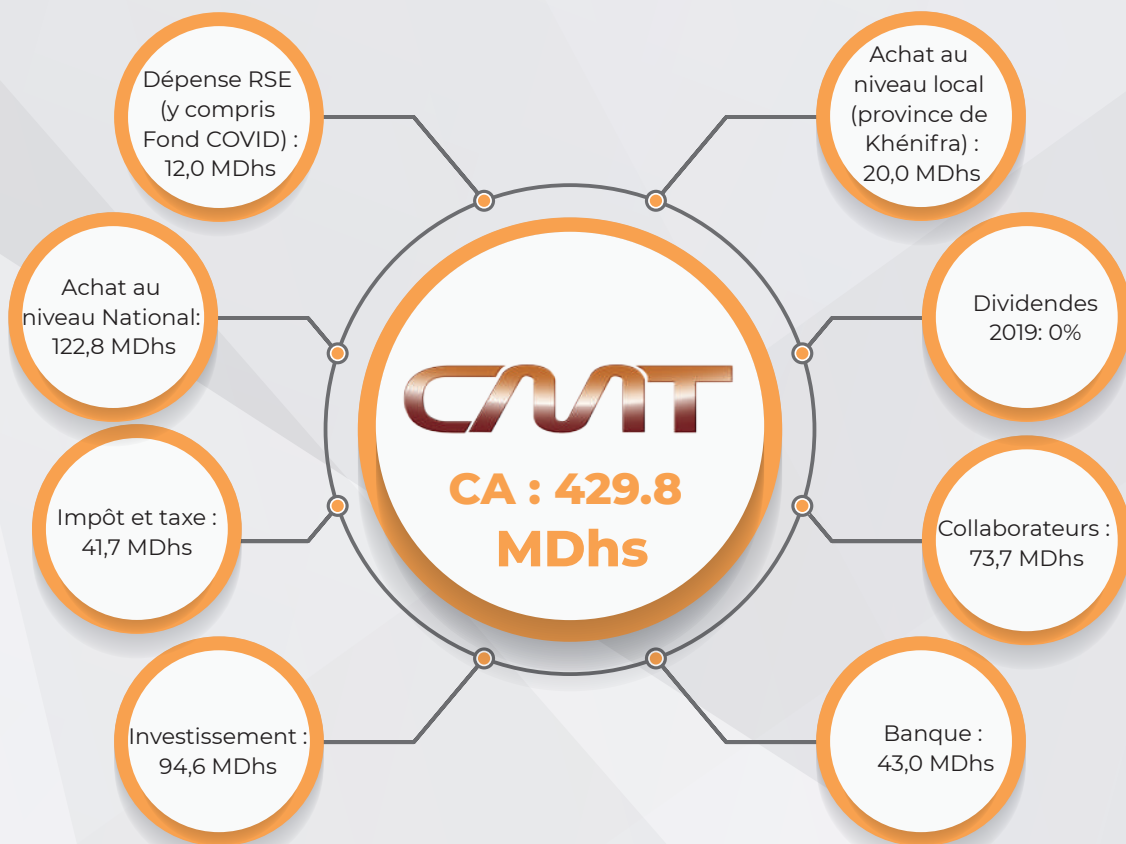 Dépense RSE
(y compris
Fond COVID) :
12,0 MDhs
Achat au
niveau local
(province de
Khénifra) :
20,0 MDhs
Achat au
niveau National:
122,8 MDhs
Dividendes
2019: 0%
CMT
CA : 429.8
MDhs
Impôt et taxe :
41,7 MDhs
Collaborateurs :
73,7 MDhs
Investissement :
94,6 MDhs
Banque :
43,0 MDhs